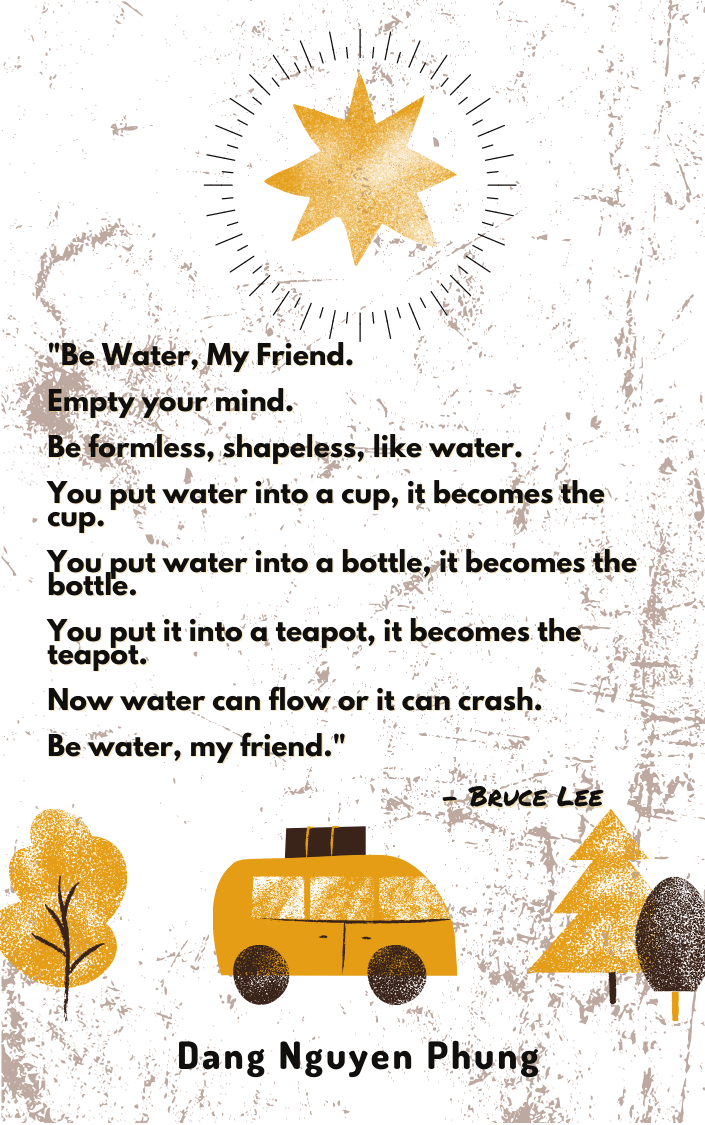 "Be Water, My Friend.
Empty your mind.
Be formless, shapeless, like water.
You put water into a cup, it becomes the
cup.
You put water into a bottle, it becomes the
bottle.
You put it into a teapot, it becomes the
teapot.
Now water can flow or it can crash.
Be water, my friend."
– Bruce Lee
Dang Nguyen Phung